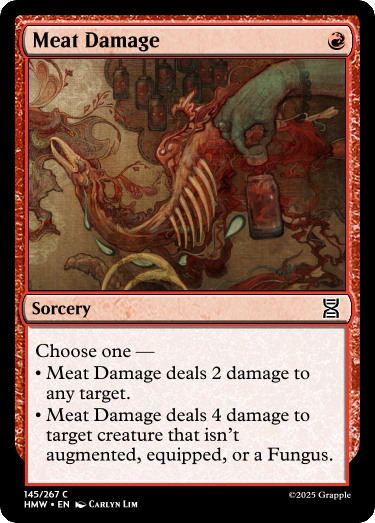 Meat Damage
Sorcery
Choose one —
• Meat Damage deals 2 damage to
any target.
• Meat Damage deals 4 damage to
target creature that isn't
augmented, equipped, or a Fungus.
145/267 C
HMW • EN Carlyn Lim
©2025 Grapple